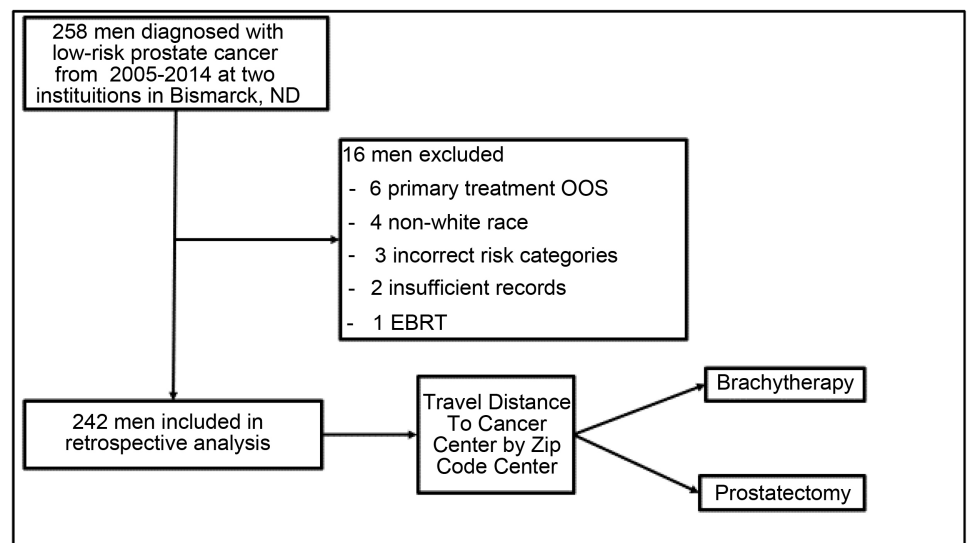 258 men diagnosed with
low-risk prostate cancer
from 2005-2014 at two
instituitions in Bismarck, ND
16 men excluded
- 6 primary treatment OOS
- 4 non-white race
- 3 incorrect risk categories
- 2 insufficient records
- 1 EBRT
242 men included in
retrospective analysis
Travel Distance
To Cancer
Center by Zip
Code Center
Brachytherapy
Prostatectomy